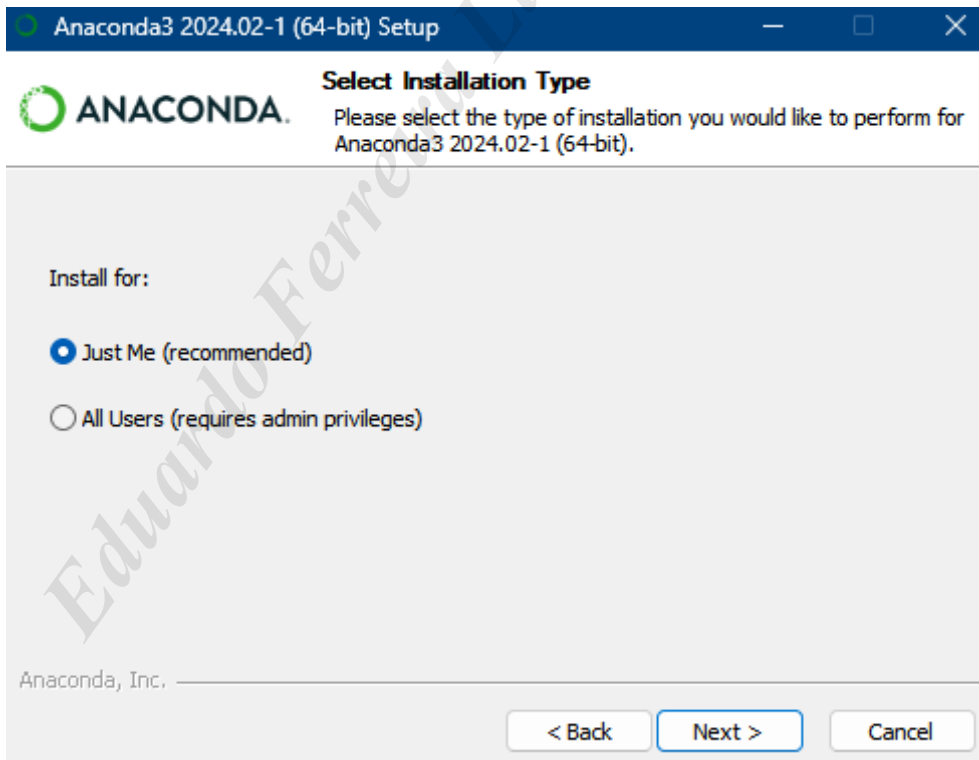 Anaconda3 2024.02-1 (64-bit) Setup
ANACONDA.
Select Installation Type
Please select the type of installation you would like to perform for
Anaconda3 2024.02-1 (64-bit).
Install for:
Just Me (recommended)
All Users (requires admin privileges)
Eduardo Ferreira
Anaconda, Inc.
< Back
Next >
Cancel